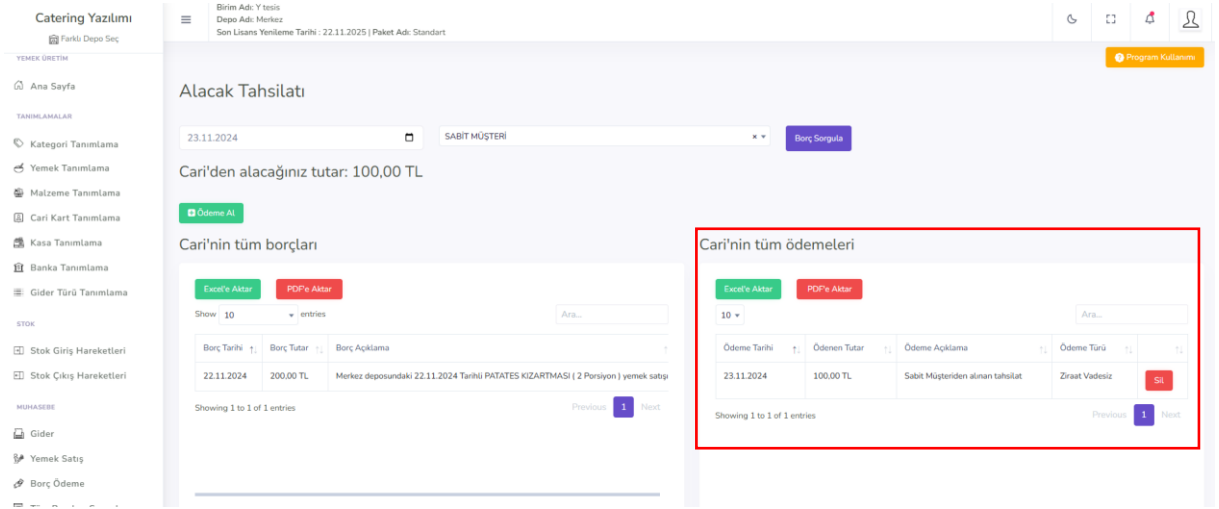 Catering Yazılımı
Farklı Depo Seç
Birim Adı: Y tesis
Depo Adı: Merkez
Son Lisans Yenileme Tarihi : 22.11.2025 | Paket Adı: Standart
Program Kullanımı
YEMEK ÜRETİM
Ana Sayfa
TANIMLAMALAR
Kategori Tanımlama
Yemek Tanımlama
Malzeme Tanımlama
Cari Kart Tanımlama
Kasa Tanımlama
Banka Tanımlama
Gider Türü Tanımlama
STOK
Stok Giriş Hareketleri
Stok Çıkış Hareketleri
MUHASEBE
Gider
Yemek Satış
Borç Ödeme
Alacak Tahsilatı
23.11.2024
SABİT MÜŞTERİ
× 
Borç Sorgula
Cari'den alacağınız tutar: 100,00 TL
Ödeme Al
Cari'nin tüm borçları
Excel'e Aktar PDF'e Aktar
Show 10 entries
Ara...
Borç Tarihi Borç Tutar Borç Açıklama
22.11.2024 200,00 TL Merkez deposundaki 22.11.2024 Tarihli PATATES KIZARTMASI ( 2 Porsiyon ) yemek satışı
Showing 1 to 1 of 1 entries
Previous 1 Next
Cari'nin tüm ödemeleri
Excel'e Aktar PDF'e Aktar
10
Ara...
Ödeme Tarihi Ödenen Tutar Ödeme Açıklama Ödeme Türü
23.11.2024 100,00 TL Sabit Müşteriden alınan tahsilat Ziraat Vadesiz Sil
Showing 1 to 1 of 1 entries
Previous 1 Next